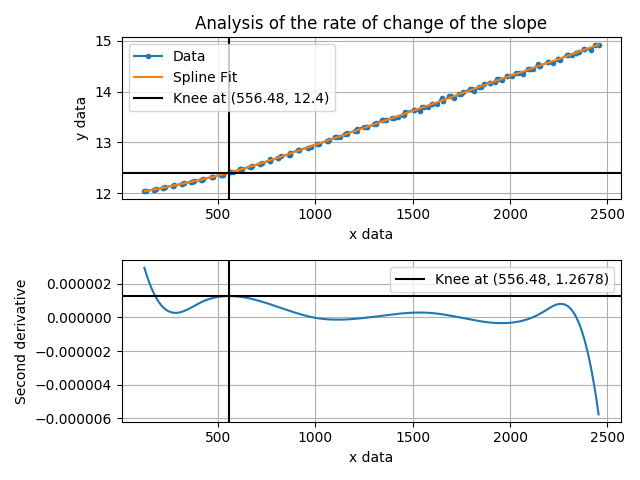 Analysis of the rate of change of the slope
15
14
13
12
y data
Data
Spline Fit
Knee at (556.48, 12.4)
500
1000
1500
2000
2500
x data
Second derivative
0.000002
0.000000
−0.000002
−0.000004
−0.000006
Knee at (556.48, 1.2678)
500
1000
1500
2000
2500
x data